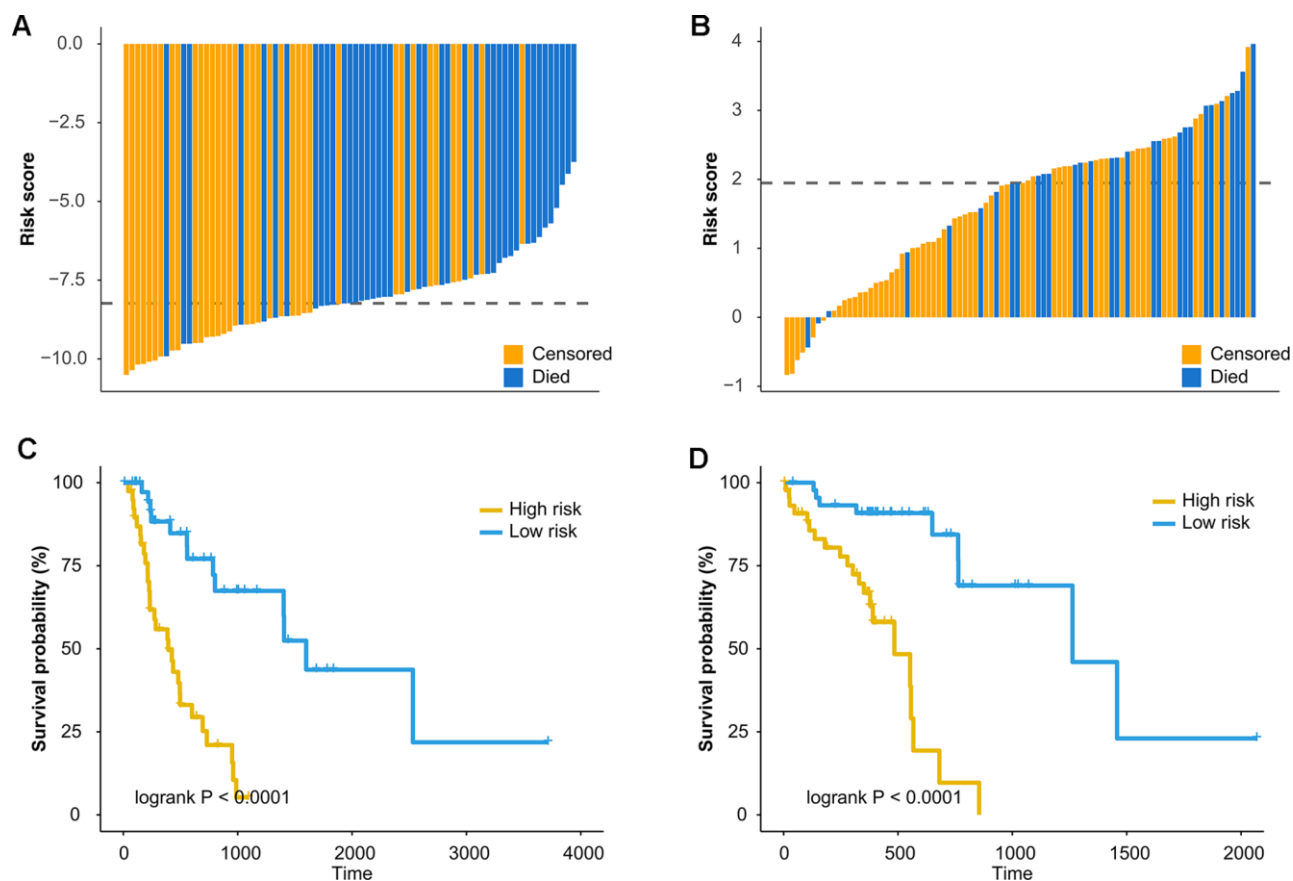 A
Risk score
0.0
−2.5
−5.0
−7.5
−10.0
Censored
Died
B
Risk score
4
3
2
1
0
−1
Censored
Died
C
Survival probability (%)
100
75
50
25
0
High risk
Low risk
logrank P < 0.0001
0 1000 2000 3000 4000
Time
D
Survival probability (%)
100
75
50
25
0
High risk
Low risk
logrank P < 0.0001
0 500 1000 1500 2000
Time